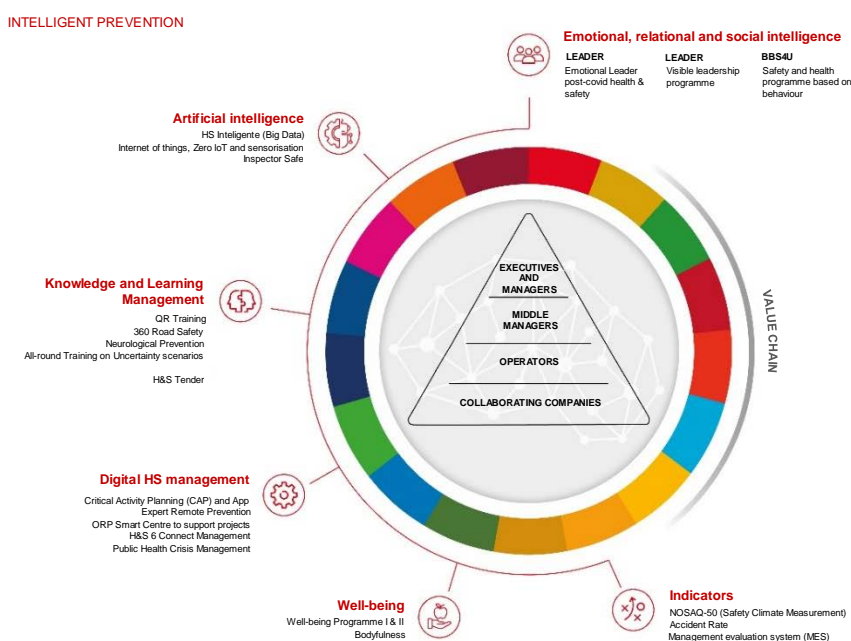 INTELLIGENT PREVENTION
Emotional, relational and social intelligence
LEADER
Emotional Leader
post-covid health &
safety
LEADER
Visible leadership
programme
BBS4U
Safety and health
programme based on
behaviour
Artificial intelligence
HS Inteligente (Big Data)
Internet of things, Zero IoT and sensorisation
Inspector Safe
Knowledge and Learning
Management
QR Training
360 Road Safety
Neurological Prevention
All-round Training on Uncertainty scenarios
H&S Tender
EXECUTIVES
AND
MANAGERS
MIDDLE
MANAGERS
OPERATORS
COLLABORATING COMPANIES
VALUE CHAIN
Digital HS management
Critical Activity Planning (CAP) and App
Expert Remote Prevention
ORP Smart Centre to support projects
H&S 6 Connect Management
Public Health Crisis Management
Well-being
Well-being Programme I & II
Bodyfulness
Indicators
NOSAQ-50 (Safety Climate Measurement)
Accident Rate
Management evaluation system (MES)